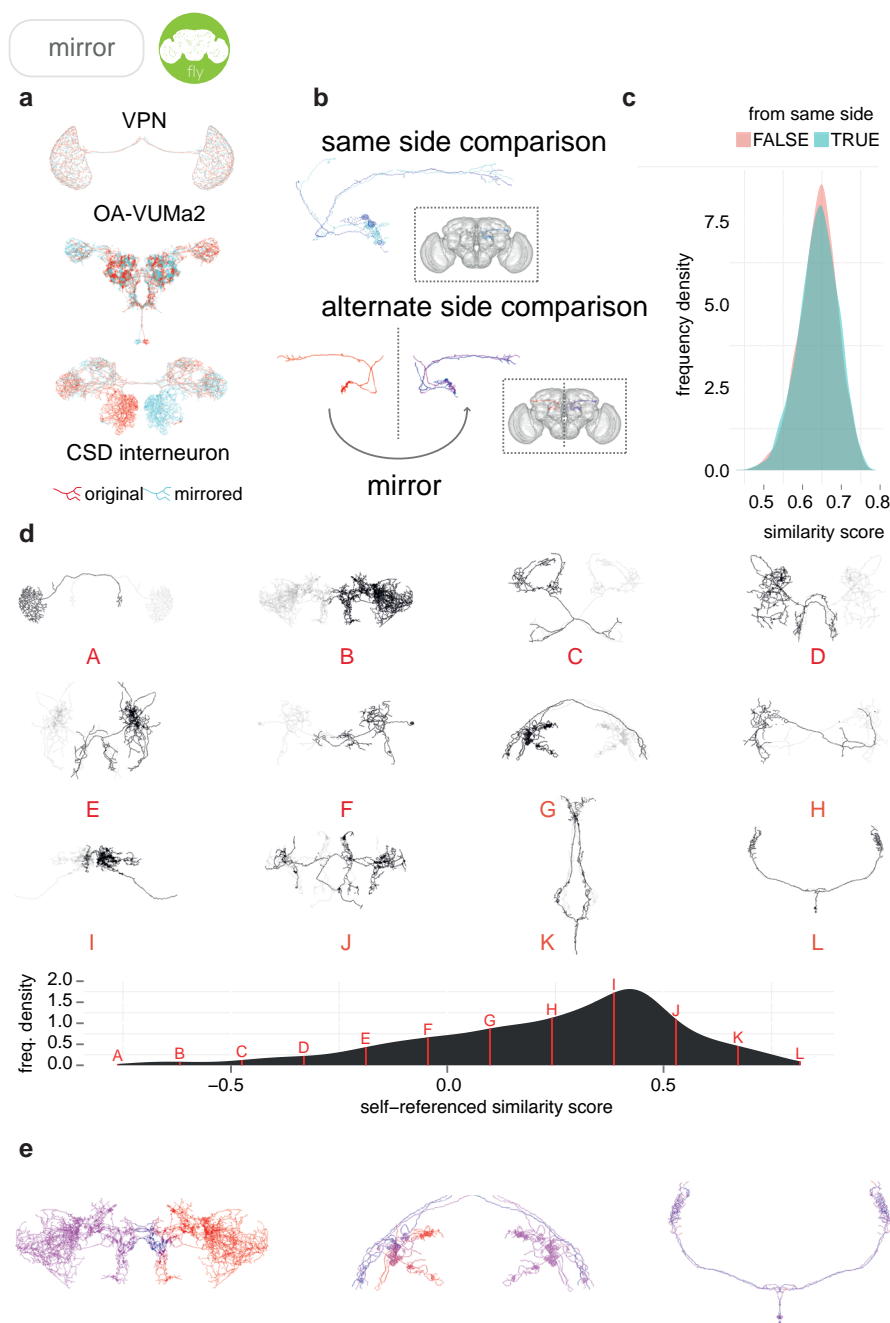 mirror
fly
a
VPN
OA-VUMa2
CSD interneuron
original mirrored
b
same side comparison
alternate side comparison
mirror
c
from same side
FALSE TRUE
frequency density
7.5
5.0
2.5
0.0
0.5 0.6 0.7 0.8
similarity score
d
A B C D
E F G H
I J K L
freq. density
2.0
1.5
1.0
0.5
0.0
A B C D E F G H I J K L
−0.5 0.0 0.5
self−referenced similarity score
e